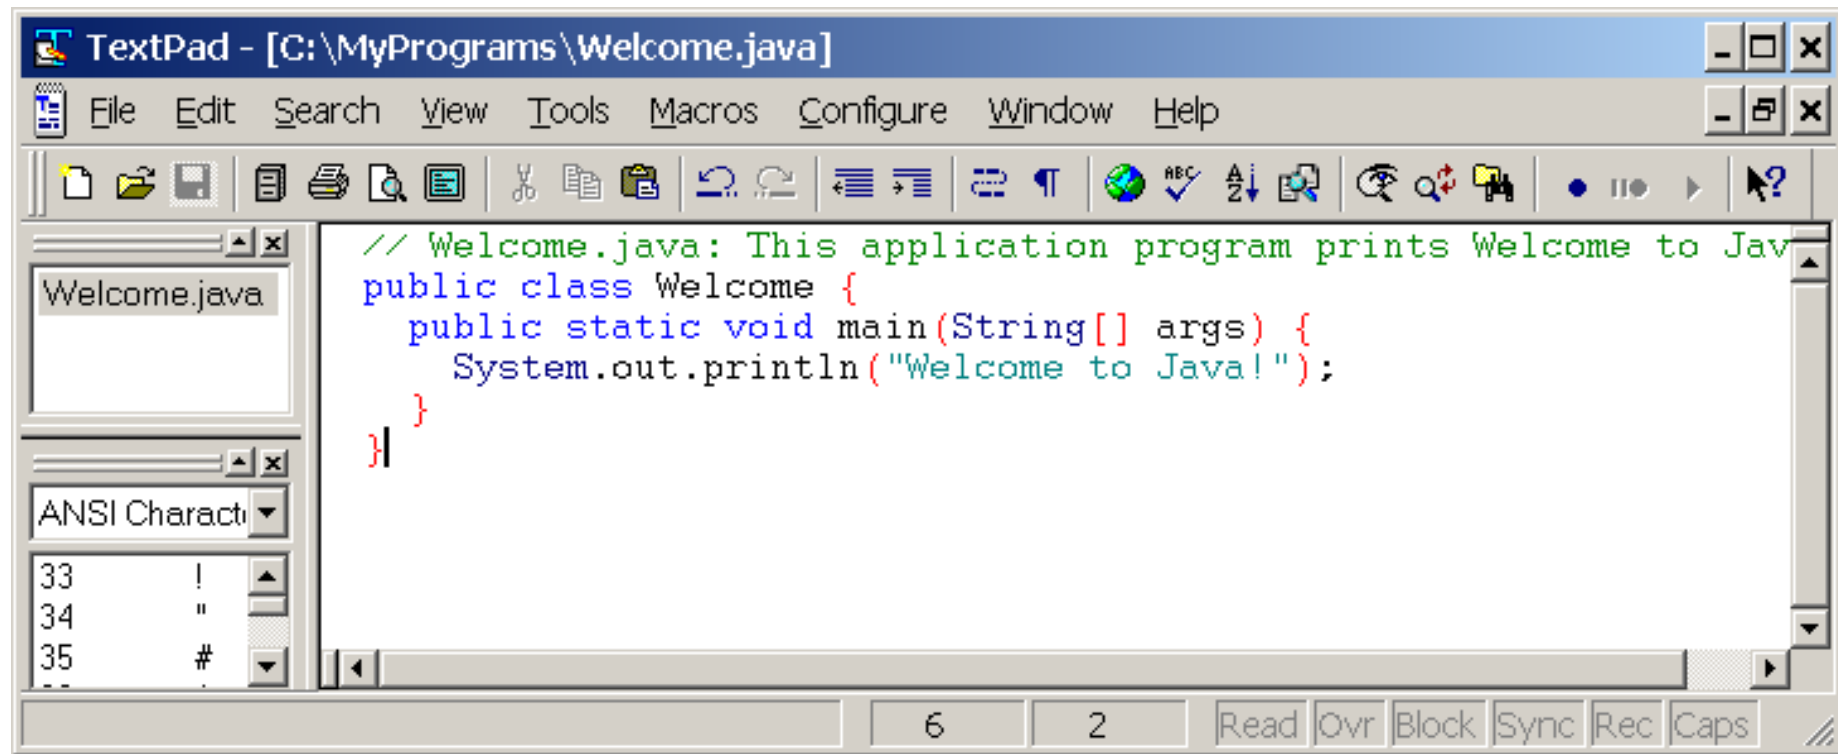 TextPad - [C:\MyPrograms\Welcome.java]
File Edit Search View Tools Macros Configure Window Help
Welcome.java
// Welcome.java: This application program prints Welcome to Jav
public class Welcome {
  public static void main(String[] args) {
    System.out.println("Welcome to Java!");
  }
}
ANSI Characte
33 !
34 "
35 #
6 2 Read Ovr Block Sync Rec Caps